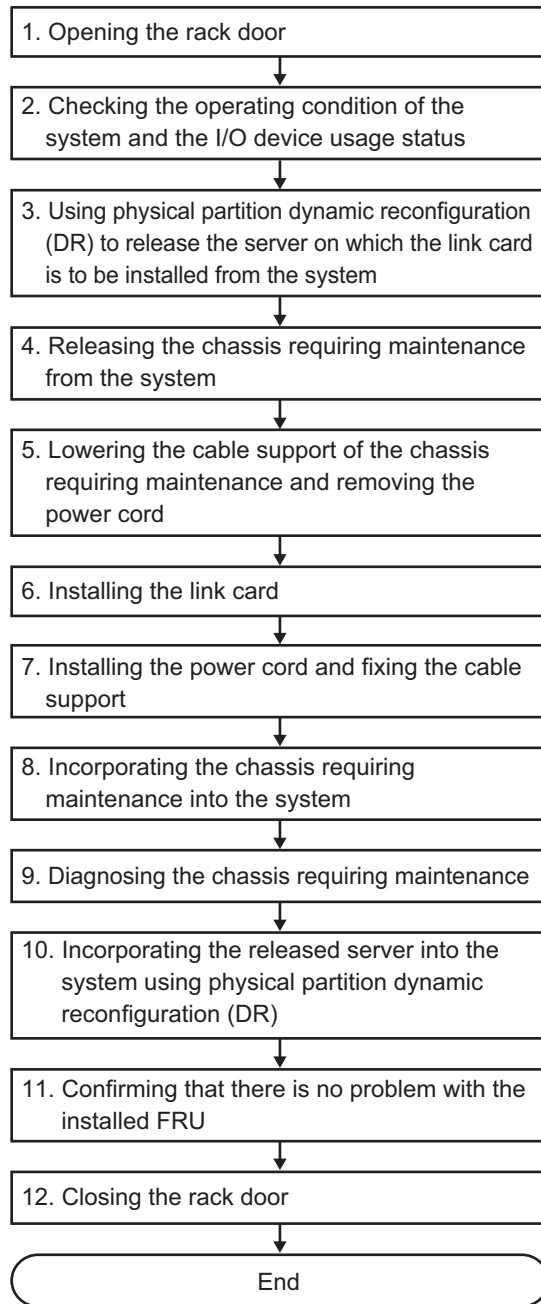 1. Opening the rack door
2. Checking the operating condition of the
system and the I/O device usage status
3. Using physical partition dynamic reconfiguration
(DR) to release the server on which the link card
is to be installed from the system
4. Releasing the chassis requiring maintenance
from the system
5. Lowering the cable support of the chassis
requiring maintenance and removing the
power cord
6. Installing the link card
7. Installing the power cord and fixing the cable
support
8. Incorporating the chassis requiring
maintenance into the system
9. Diagnosing the chassis requiring maintenance
10. Incorporating the released server into the
system using physical partition dynamic
reconfiguration (DR)
11. Confirming that there is no problem with the
installed FRU
12. Closing the rack door
End